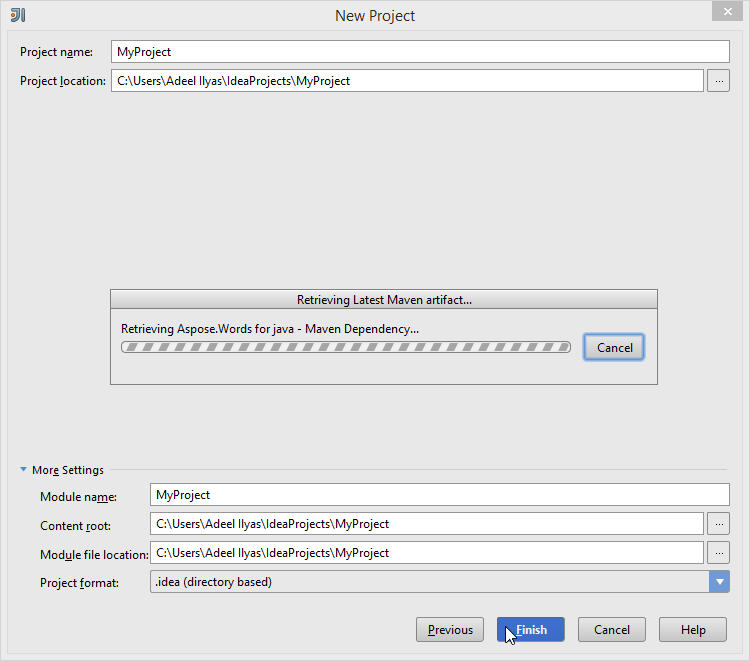 New Project
Project name: MyProject
Project location: C:\Users\Adeel Ilyas\IdeaProjects\MyProject ...
Retrieving Latest Maven artifact...
Retrieving Aspose.Words for java - Maven Dependency...
Cancel
More Settings
Module name: MyProject
Content root: C:\Users\Adeel Ilyas\IdeaProjects\MyProject ...
Module file location: C:\Users\Adeel Ilyas\IdeaProjects\MyProject ...
Project format: .idea (directory based)
Previous Finish Cancel Help